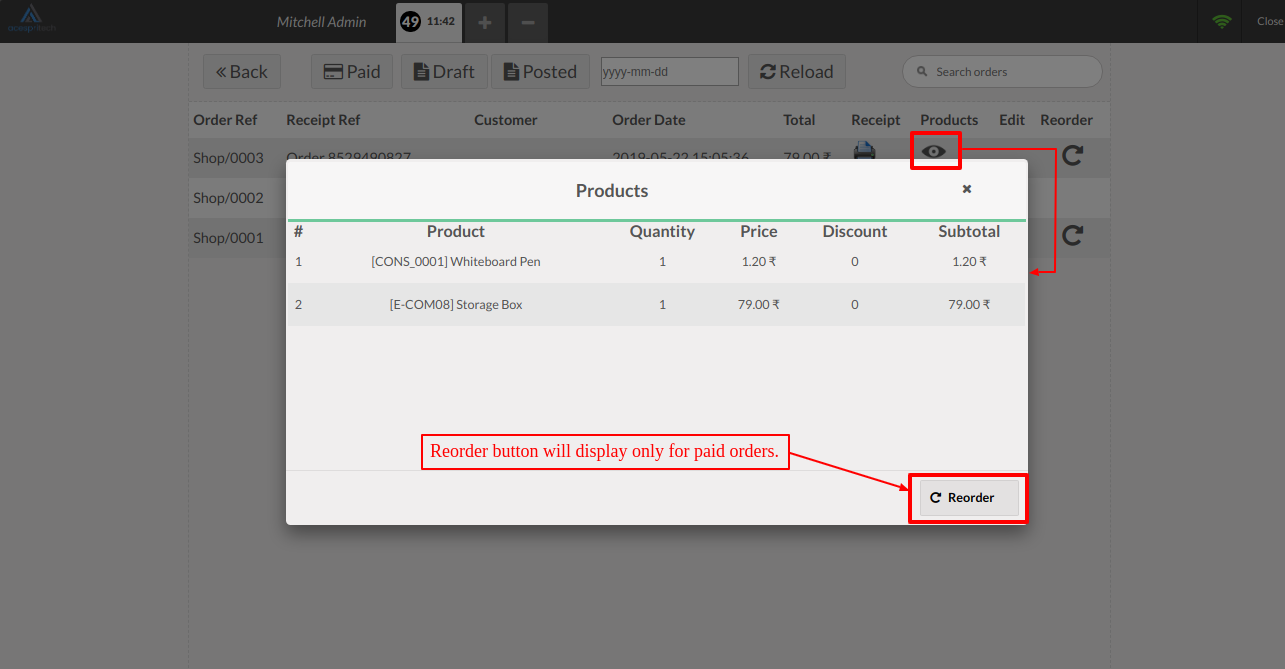 acespritech
Mitchell Admin 49 11:42 Close
Back Paid Draft Posted yyyy-mm-dd Reload Search orders
Order Ref Receipt Ref Customer Order Date Total Receipt Products Edit Reorder
Shop/0003 Order 8529490827 2019-05-22 15:05:36 79.00 ₹
Shop/0002
Shop/0001
Products
# Product Quantity Price Discount Subtotal
1 [CONS_0001] Whiteboard Pen 1 1.20 ₹ 0 1.20 ₹
2 [E-COM08] Storage Box 1 79.00 ₹ 0 79.00 ₹
Reorder button will display only for paid orders.
Reorder